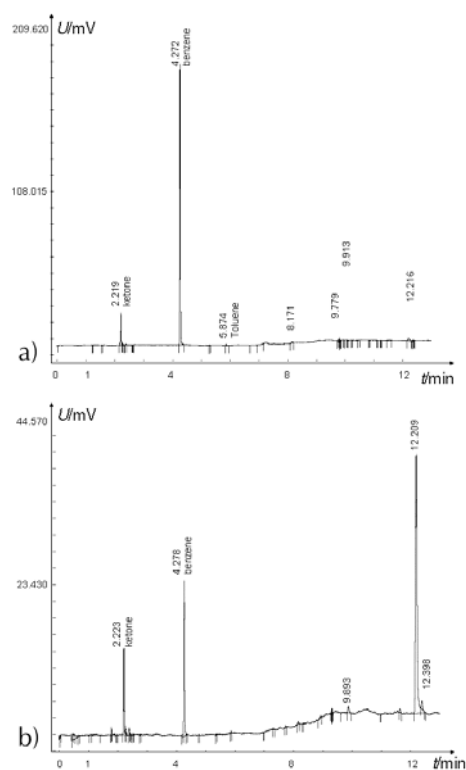 209.620
U/mV
4.272
benzene
108.015
2.219
ketone
5.874
Toluene
8.171
9.779
9.913
12.216
a)
0
1
4
8
12
t/min
44.570
U/mV
12.209
23.430
4.278
benzene
2.223
ketone
9.893
12.398
b)
0
1
4
8
12
t/min